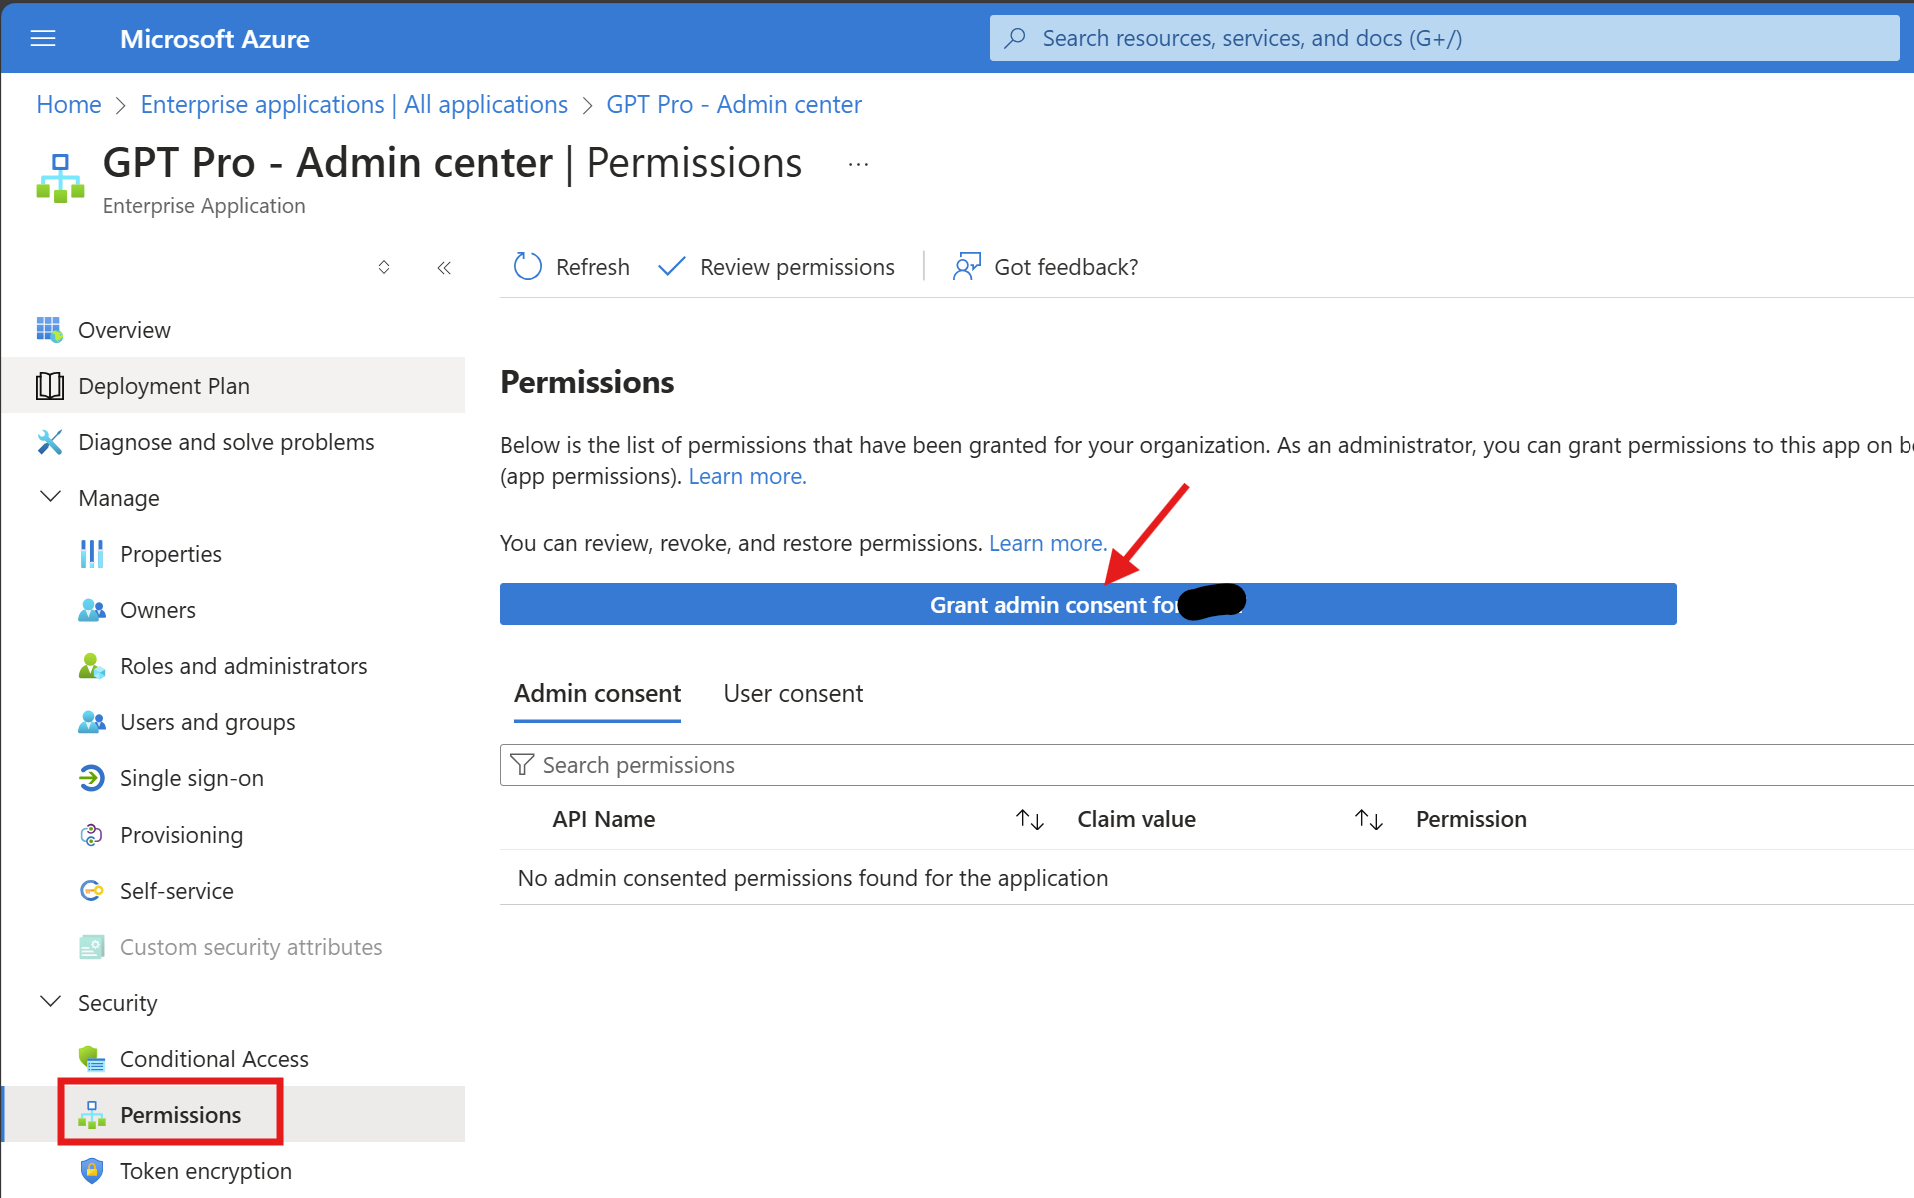 Microsoft Azure
Search resources, services, and docs (G+/)
Home > Enterprise applications | All applications > GPT Pro - Admin center
GPT Pro - Admin center | Permissions ...
Enterprise Application
Refresh
Review permissions
Got feedback?
Overview
Deployment Plan
Diagnose and solve problems
Manage
Properties
Owners
Roles and administrators
Users and groups
Single sign-on
Provisioning
Self-service
Custom security attributes
Security
Conditional Access
Permissions
Token encryption
Permissions
Below is the list of permissions that have been granted for your organization. As an administrator, you can grant permissions to this app on
(app permissions). Learn more.
You can review, revoke, and restore permissions. Learn more.
Grant admin consent for
Admin consent
User consent
Search permissions
API Name
Claim value
Permission
No admin consented permissions found for the application